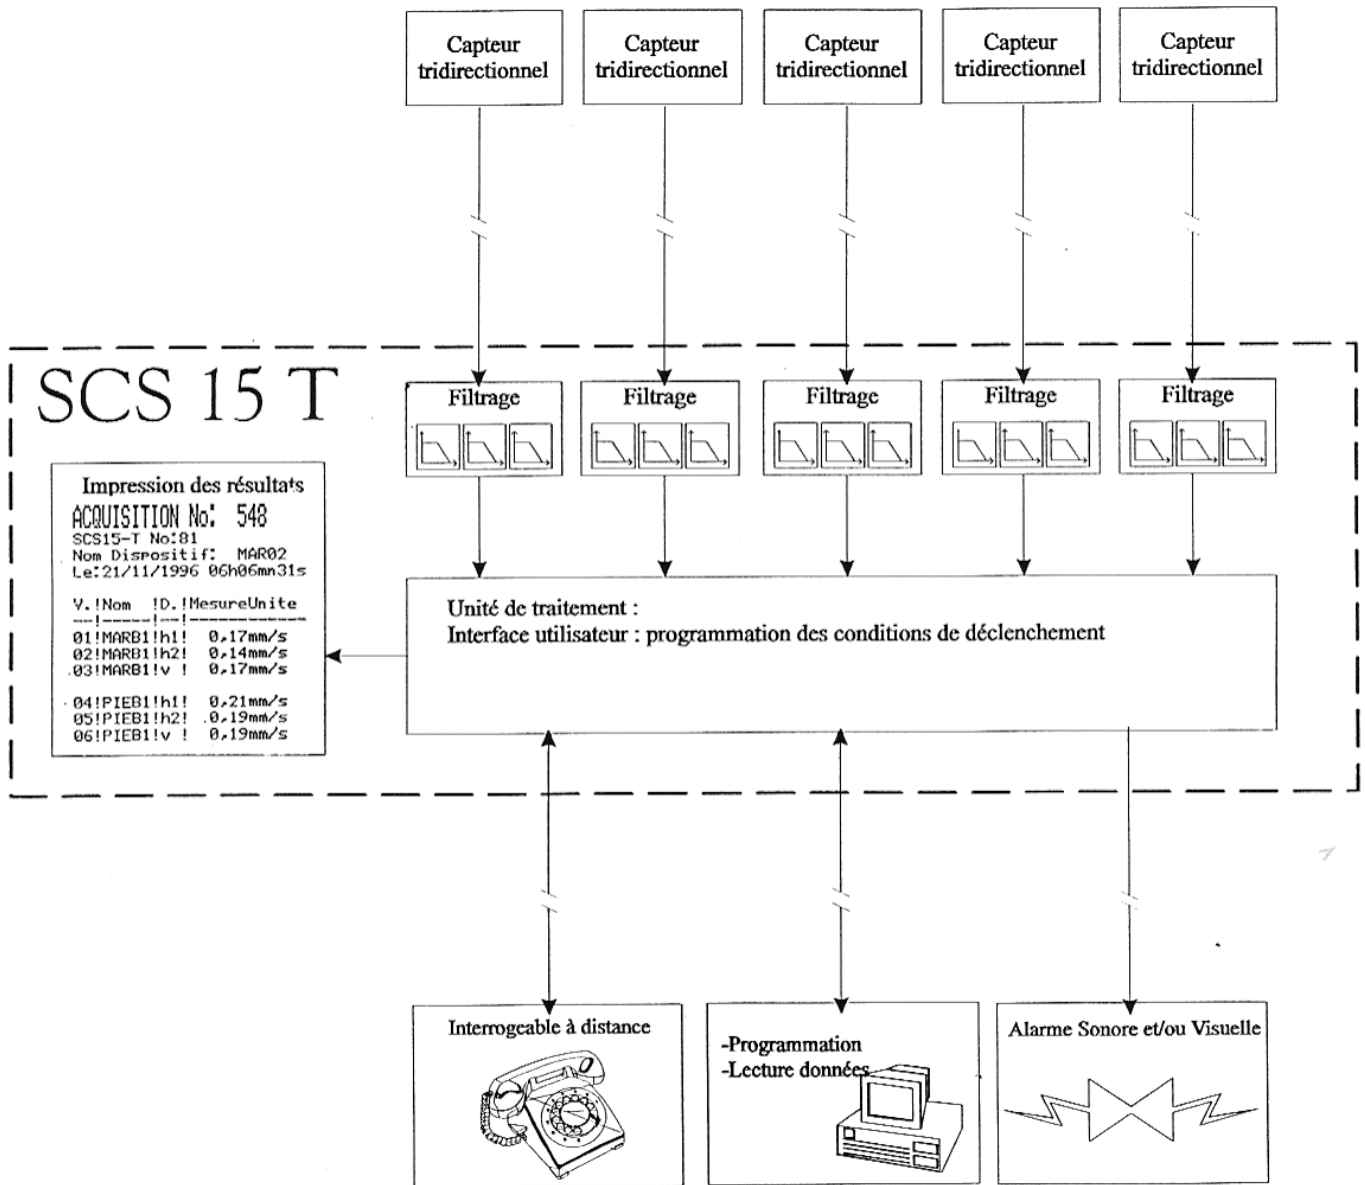 Capteur
tridirectionnel
Capteur
tridirectionnel
Capteur
tridirectionnel
Capteur
tridirectionnel
Capteur
tridirectionnel
SCS 15 T
Filtrage
Filtrage
Filtrage
Filtrage
Filtrage
Impression des résultats
ACQUISITION No: 548
SCS15-T No:81
Nom Dispositif: MAR02
Le:21/11/1996 06h06mn31s
V.!Nom !D.!MesureUnite
--!-----!--!------------
01!MARB1!h1! 0,17mm/s
02!MARB1!h2! 0,14mm/s
03!MARB1!v ! 0,17mm/s
04!PIEB1!h1! 0,21mm/s
05!PIEB1!h2! 0,19mm/s
06!PIEB1!v ! 0,19mm/s
Unité de traitement :
Interface utilisateur : programmation des conditions de déclenchement
Interrogeable à distance
-Programmation
-Lecture données
Alarme Sonore et/ou Visuelle